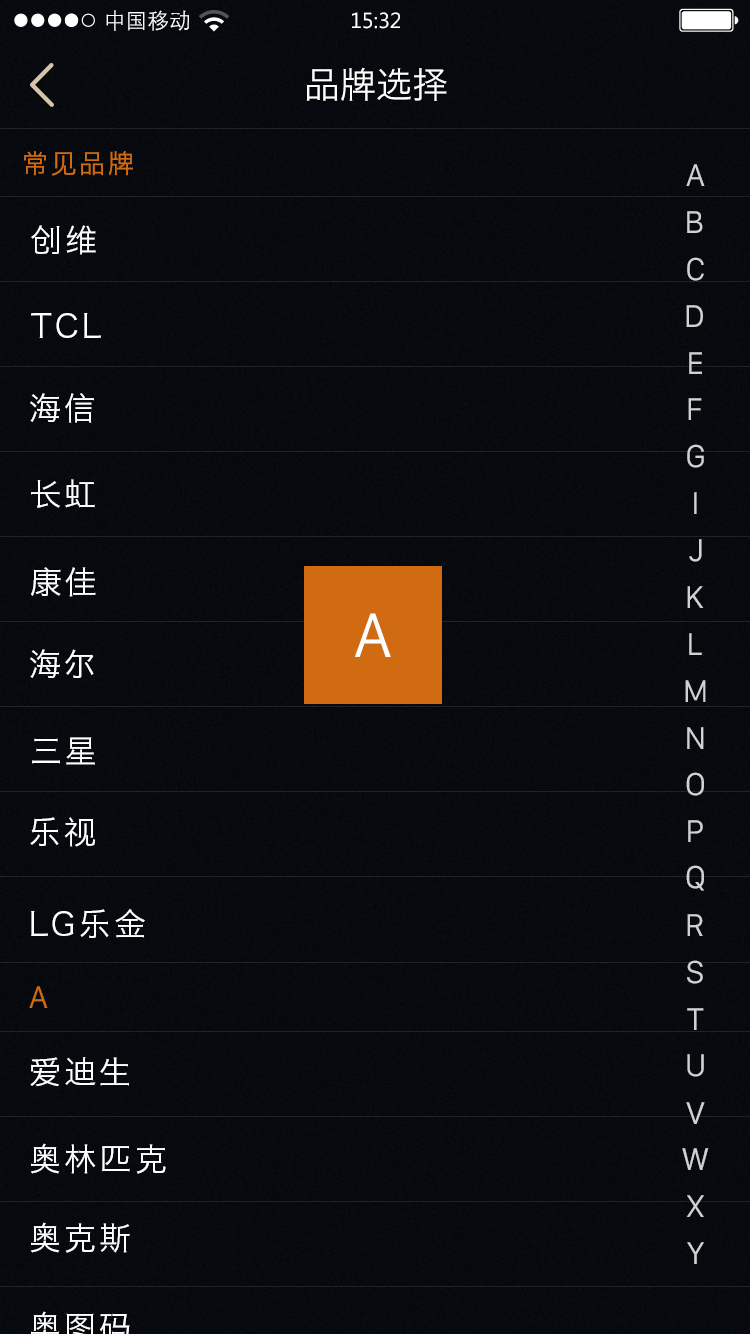 中国移动 15:32
品牌选择
常见品牌
创维
TCL
海信
长虹
康佳
海尔
三星
乐视
LG乐金
A
爱迪生
奥林匹克
奥克斯
奥图码
A
A
B
C
D
E
F
G
I
J
K
L
M
N
O
P
Q
R
S
T
U
V
W
X
Y